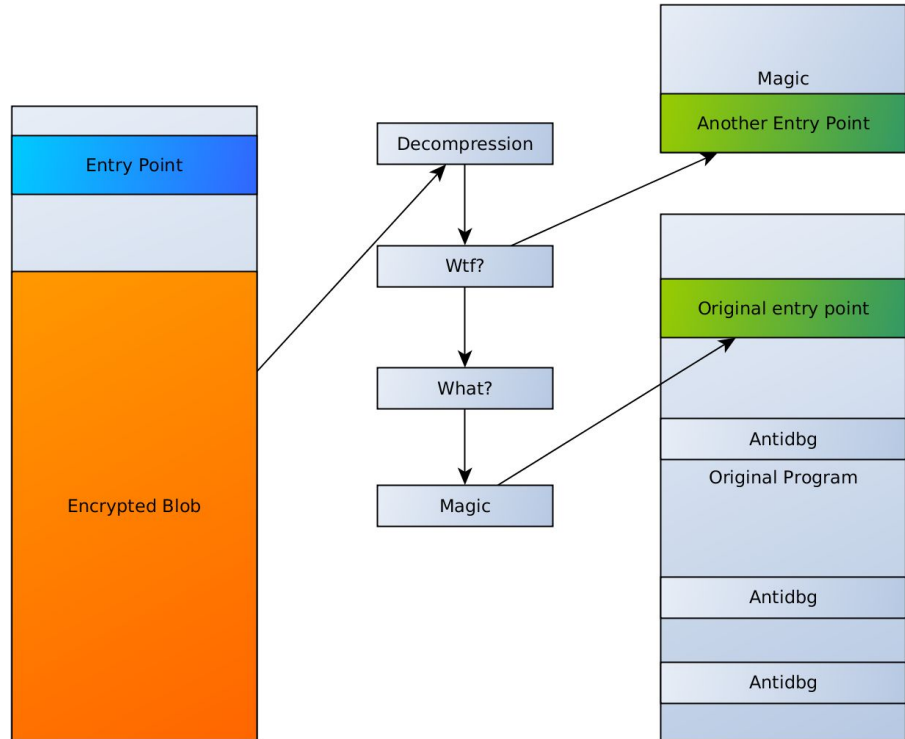 Entry Point
Encrypted Blob
Decompression
Wtf?
What?
Magic
Magic
Another Entry Point
Original entry point
Antidbg
Original Program
Antidbg
Antidbg